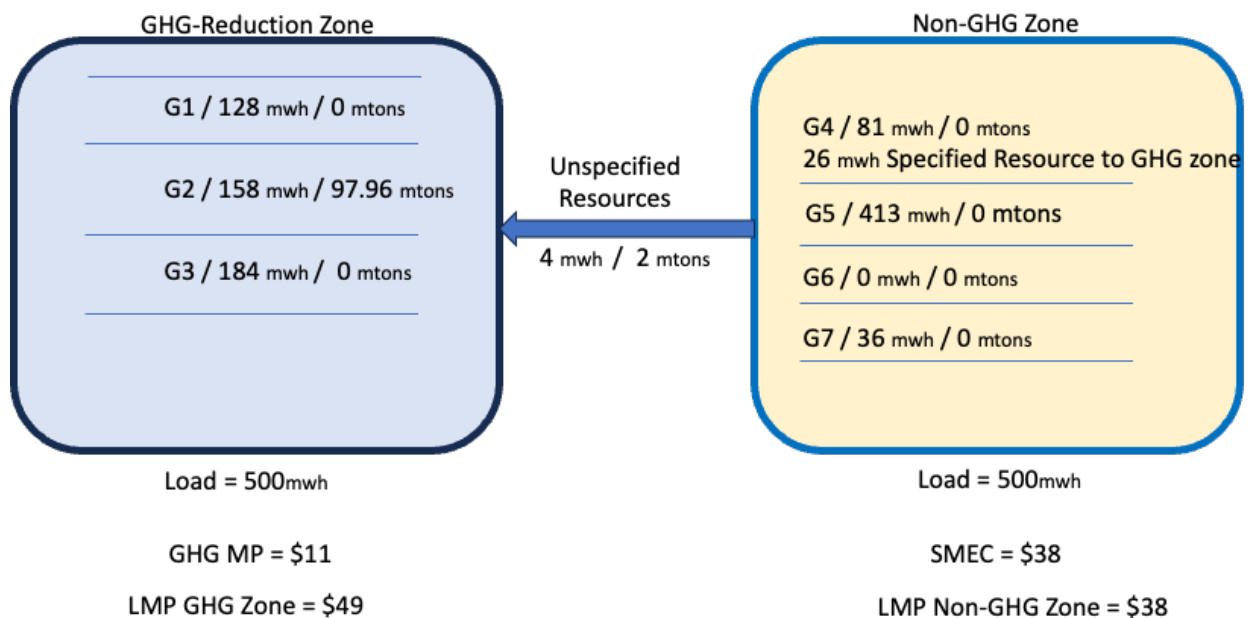 GHG-Reduction Zone
G1 / 128 mwh / 0 mtons
G2 / 158 mwh / 97.96 mtons
G3 / 184 mwh /  0 mtons
Load = 500mwh
GHG MP = $11
LMP GHG Zone = $49
Unspecified
Resources
4 mwh /  2 mtons
Non-GHG Zone
G4 / 81 mwh / 0 mtons
26 mwh Specified Resource to GHG zone
G5 / 413 mwh / 0 mtons
G6 / 0 mwh / 0 mtons
G7 / 36 mwh / 0 mtons
Load = 500mwh
SMEC = $38
LMP Non-GHG Zone = $38